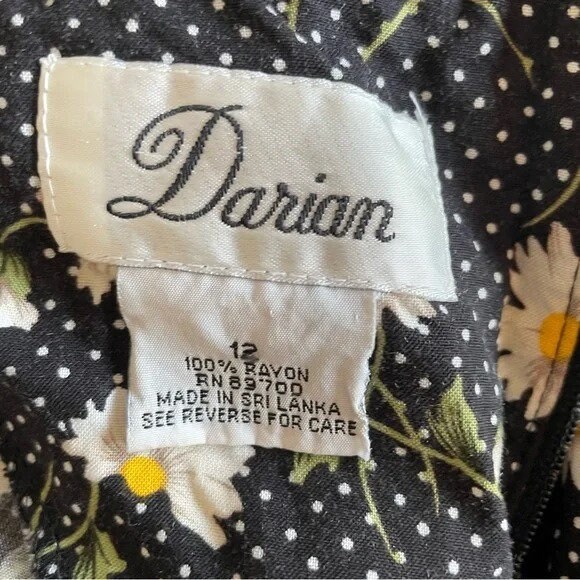 Darian
12
100% RAYON
RN 89700
MADE IN SRI LANKA
SEE REVERSE FOR CARE